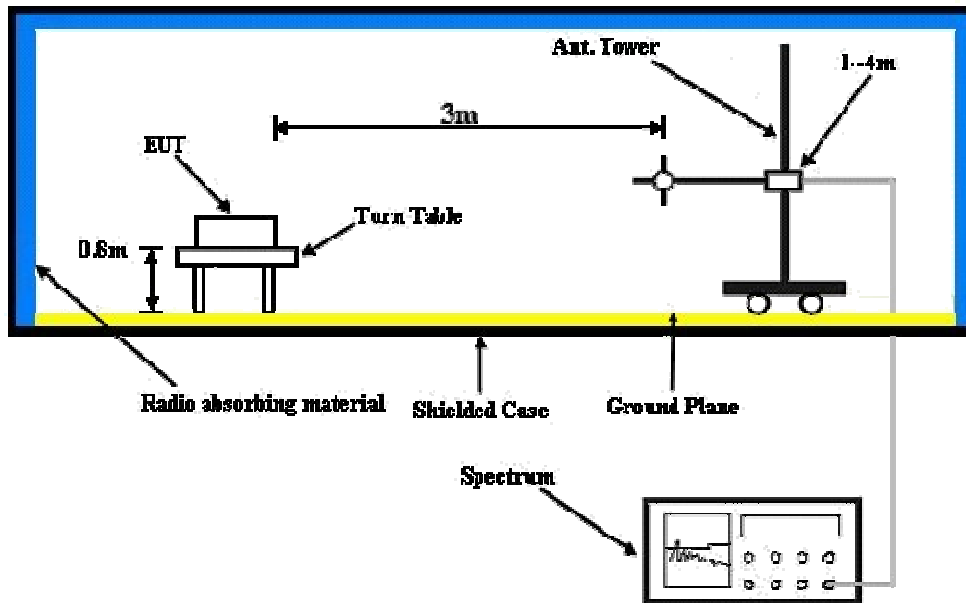 Ant. Tower
1--4m
3m
EUT
Turn Table
0.8m
Radio absorbing material
Shielded Case
Ground Plane
Spectrum